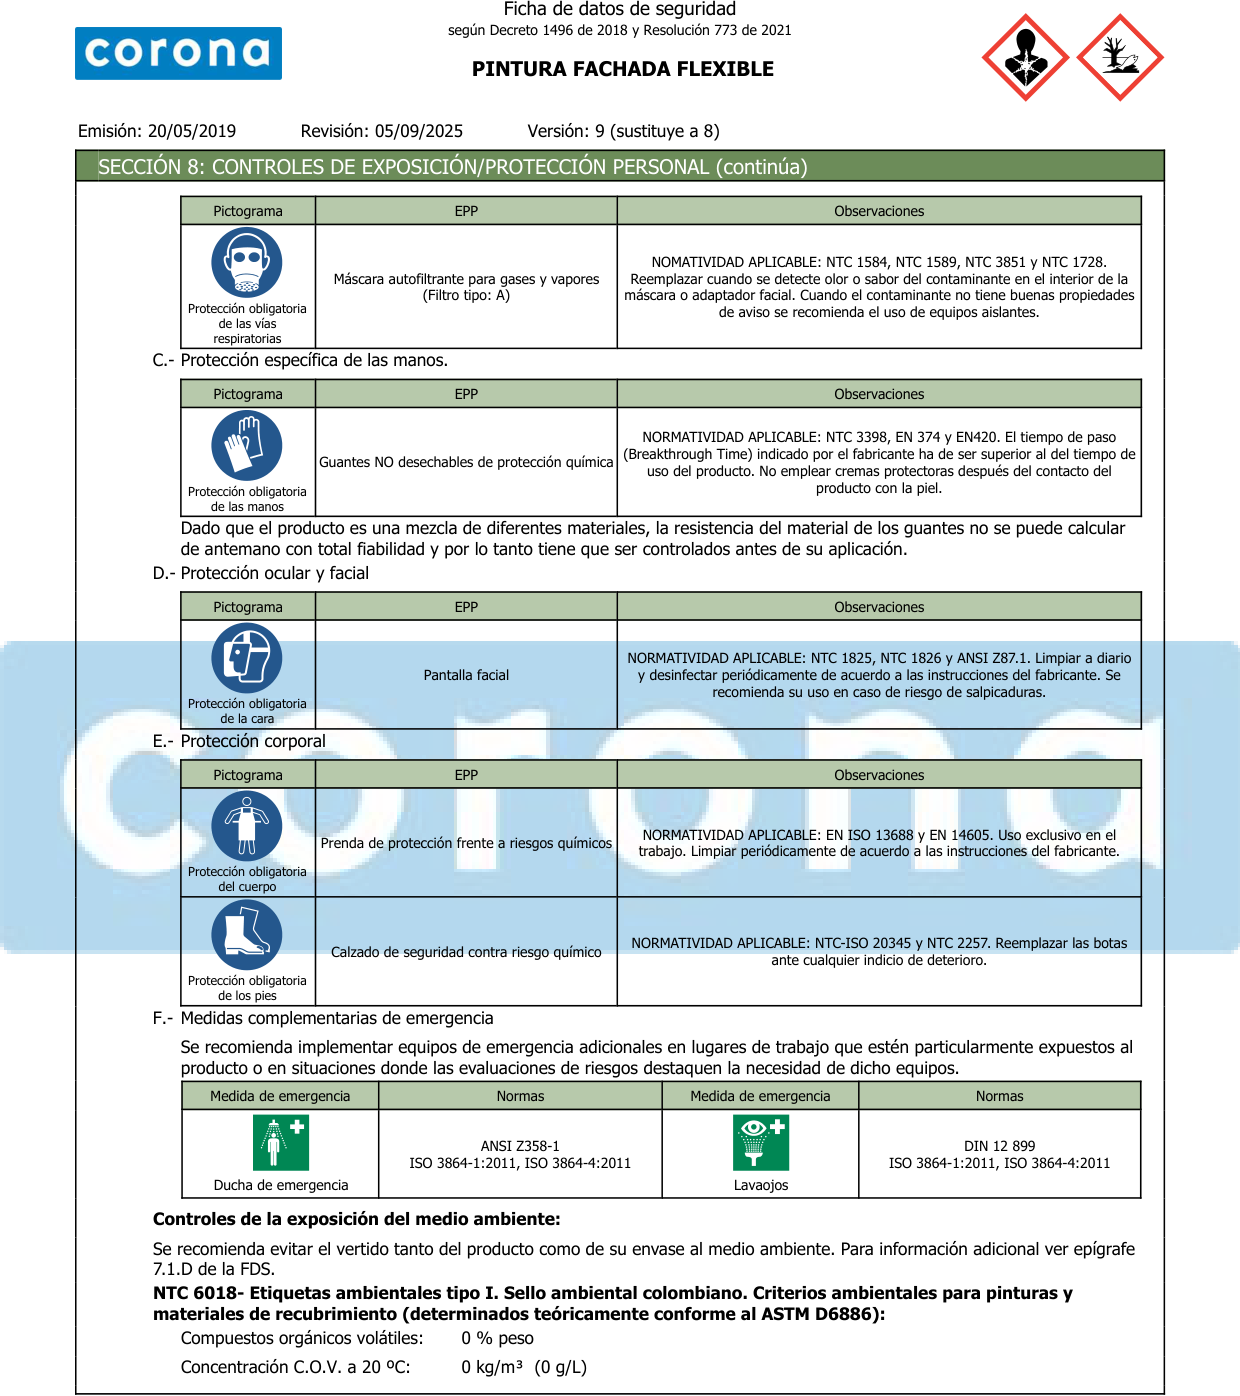 Ficha de datos de seguridad
según Decreto 1496 de 2018 y Resolución 773 de 2021
corona
PINTURA FACHADA FLEXIBLE
Emisión: 20/05/2019 Revisión: 05/09/2025 Versión: 9 (sustituye a 8)
SECCIÓN 8: CONTROLES DE EXPOSICIÓN/PROTECCIÓN PERSONAL (continúa)
Pictograma EPP Observaciones
Protección obligatoria
de las vías
respiratorias
Máscara autofiltrante para gases y vapores
(Filtro tipo: A)
NOMATIVIDAD APLICABLE: NTC 1584, NTC 1589, NTC 3851 y NTC 1728.
Reemplazar cuando se detecte olor o sabor del contaminante en el interior de la
máscara o adaptador facial. Cuando el contaminante no tiene buenas propiedades
de aviso se recomienda el uso de equipos aislantes.
C.- Protección específica de las manos.
Pictograma EPP Observaciones
Protección obligatoria
de las manos
Guantes NO desechables de protección química
NORMATIVIDAD APLICABLE: NTC 3398, EN 374 y EN420. El tiempo de paso
(Breakthrough Time) indicado por el fabricante ha de ser superior al del tiempo de
uso del producto. No emplear cremas protectoras después del contacto del
producto con la piel.
Dado que el producto es una mezcla de diferentes materiales, la resistencia del material de los guantes no se puede calcular
de antemano con total fiabilidad y por lo tanto tiene que ser controlados antes de su aplicación.
D.- Protección ocular y facial
Pictograma EPP Observaciones
Protección obligatoria
de la cara
Pantalla facial
NORMATIVIDAD APLICABLE: NTC 1825, NTC 1826 y ANSI Z87.1. Limpiar a diario
y desinfectar periódicamente de acuerdo a las instrucciones del fabricante. Se
recomienda su uso en caso de riesgo de salpicaduras.
corona
E.- Protección corporal
Pictograma EPP Observaciones
Protección obligatoria
del cuerpo
Prenda de protección frente a riesgos químicos
NORMATIVIDAD APLICABLE: EN ISO 13688 y EN 14605. Uso exclusivo en el
trabajo. Limpiar periódicamente de acuerdo a las instrucciones del fabricante.
Protección obligatoria
de los pies
Calzado de seguridad contra riesgo químico
NORMATIVIDAD APLICABLE: NTC-ISO 20345 y NTC 2257. Reemplazar las botas
ante cualquier indicio de deterioro.
F.- Medidas complementarias de emergencia
Se recomienda implementar equipos de emergencia adicionales en lugares de trabajo que estén particularmente expuestos al
producto o en situaciones donde las evaluaciones de riesgos destaquen la necesidad de dicho equipos.
Medida de emergencia Normas Medida de emergencia Normas
Ducha de emergencia
ANSI Z358-1
ISO 3864-1:2011, ISO 3864-4:2011
Lavaojos
DIN 12 899
ISO 3864-1:2011, ISO 3864-4:2011
Controles de la exposición del medio ambiente:
Se recomienda evitar el vertido tanto del producto como de su envase al medio ambiente. Para información adicional ver epígrafe
7.1.D de la FDS.
NTC 6018- Etiquetas ambientales tipo I. Sello ambiental colombiano. Criterios ambientales para pinturas y
materiales de recubrimiento (determinados teóricamente conforme al ASTM D6886):
Compuestos orgánicos volátiles: 0 % peso
Concentración C.O.V. a 20 ºC: 0 kg/m³ (0 g/L)